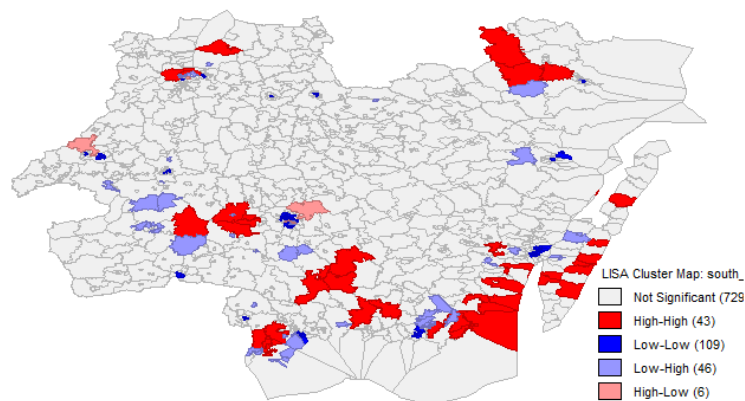 LISA Cluster Map: south_
Not Significant (729
High-High (43)
Low-Low (109)
Low-High (46)
High-Low (6)